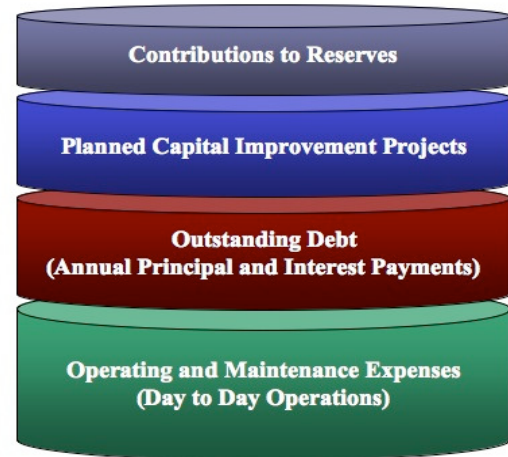 Contributions to Reserves
Planned Capital Improvement Projects
Outstanding Debt
(Annual Principal and Interest Payments)
Operating and Maintenance Expenses
(Day to Day Operations)